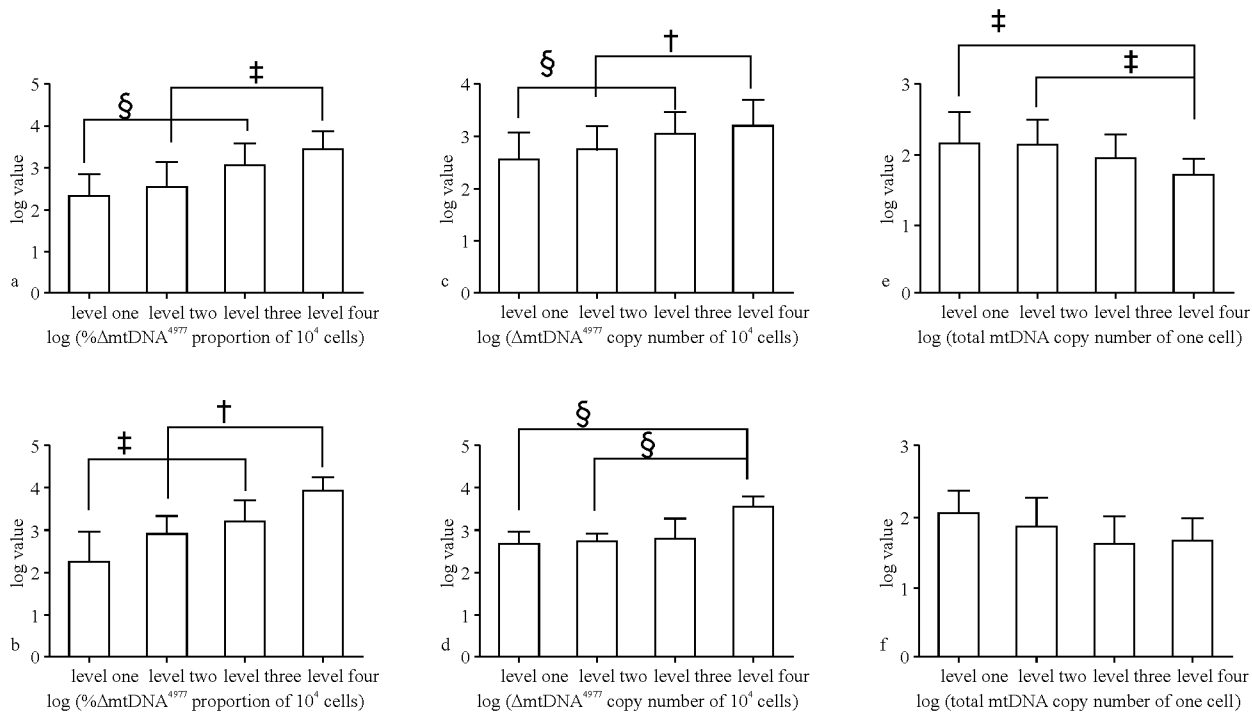 ‡
§
5
4
3
2
1
0
log value
a
level one level two level three level four
log (%ΔmtDNA⁴⁹⁷⁷ proportion of 10⁴ cells)
†
§
4
3
2
1
0
log value
c
level one level two level three level four
log (ΔmtDNA⁴⁹⁷⁷ copy number of 10⁴ cells)
‡
‡
3
2
1
0
log value
e
level one level two level three level four
log (total mtDNA copy number of one cell)
†
‡
5
4
3
2
1
0
log value
b
level one level two level three level four
log (%ΔmtDNA⁴⁹⁷⁷ proportion of 10⁴ cells)
§
§
5
4
3
2
1
0
log value
d
level one level two level three level four
log (ΔmtDNA⁴⁹⁷⁷ copy number of 10⁴ cells)
3
2
1
0
log value
f
level one level two level three level four
log (total mtDNA copy number of one cell)